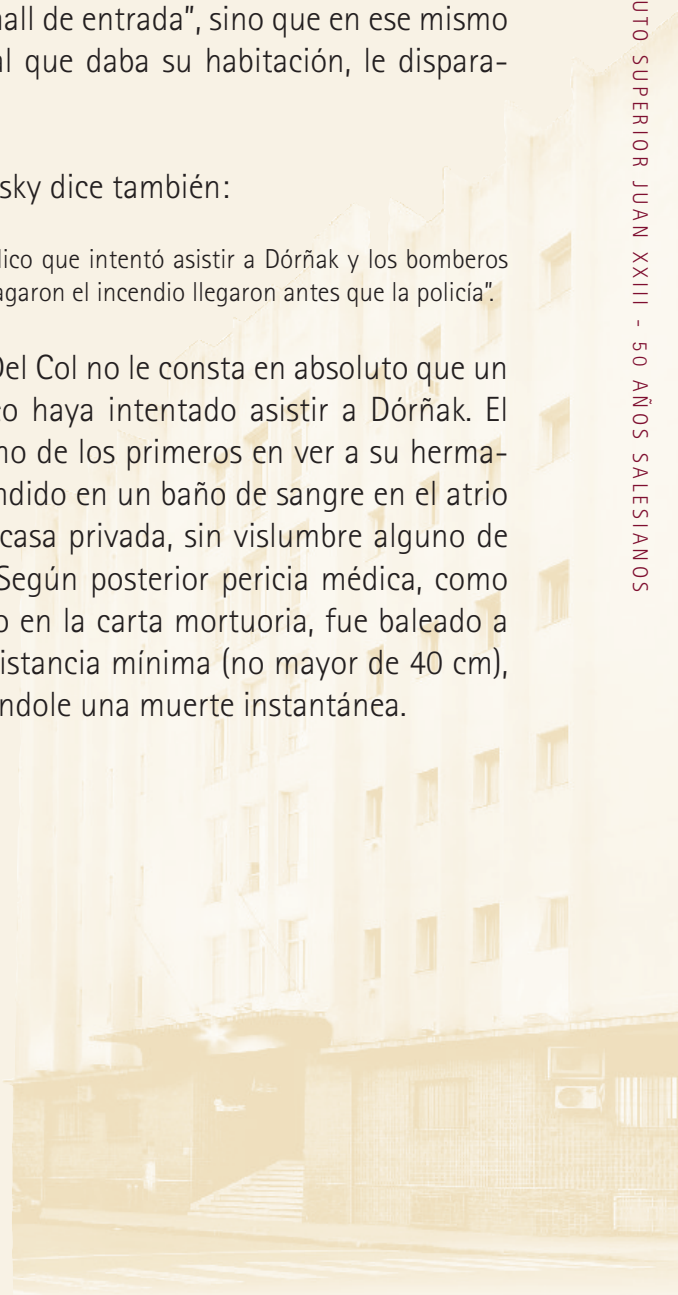 hall de entrada”, sino que en ese mismo
al que daba su habitación, le dispara-
sky dice también:
dico que intentó asistir a Dórñak y los bomberos
agaron el incendio llegaron antes que la policía”.
Del Col no le consta en absoluto que un
o haya intentado asistir a Dórñak. El
no de los primeros en ver a su herma-
ndido en un baño de sangre en el atrio
casa privada, sin vislumbre alguno de
Según posterior pericia médica, como
o en la carta mortuoria, fue baleado a
istancia mínima (no mayor de 40 cm),
ndole una muerte instantánea.
UTO SUPERIOR JUAN XXIII - 50 AÑOS SALESIANOS